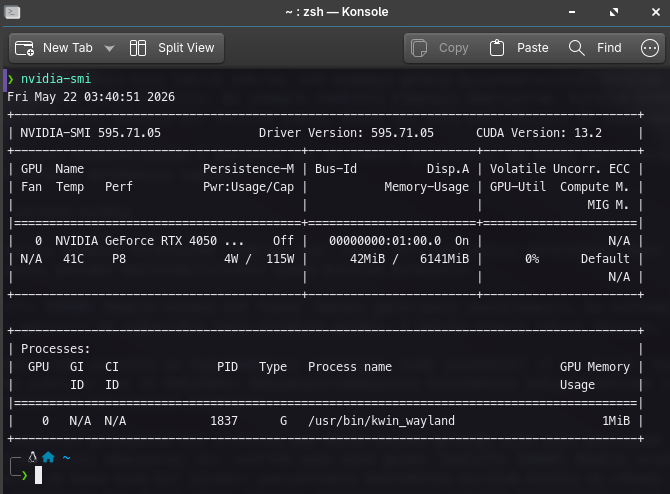 ~ : zsh — Konsole
New Tab Split View Copy Paste Find
❯ nvidia-smi
Fri May 22 03:40:51 2026
+-----------------------------------------------------------------------------------------+
| NVIDIA-SMI 595.71.05              Driver Version: 595.71.05      CUDA Version: 13.2     |
+-----------------------------------------+------------------------+----------------------+
| GPU  Name                 Persistence-M | Bus-Id          Disp.A | Volatile Uncorr. ECC |
| Fan  Temp   Perf          Pwr:Usage/Cap |           Memory-Usage | GPU-Util  Compute M. |
|                                         |                        |               MIG M. |
|=========================================+========================+======================|
|   0  NVIDIA GeForce RTX 4050 ...    Off |   00000000:01:00.0  On |                  N/A |
| N/A   41C    P8              4W /  115W |      42MiB /   6141MiB |      0%      Default |
|                                         |                        |                  N/A |
+-----------------------------------------+------------------------+----------------------+
+-----------------------------------------------------------------------------------------+
| Processes:                                                                              |
|  GPU   GI   CI              PID   Type   Process name                        GPU Memory |
|        ID   ID                                                               Usage      |
|=========================================================================================|
|    0   N/A  N/A            1837      G   /usr/bin/kwin_wayland                     1MiB |
+-----------------------------------------------------------------------------------------+
~
❯